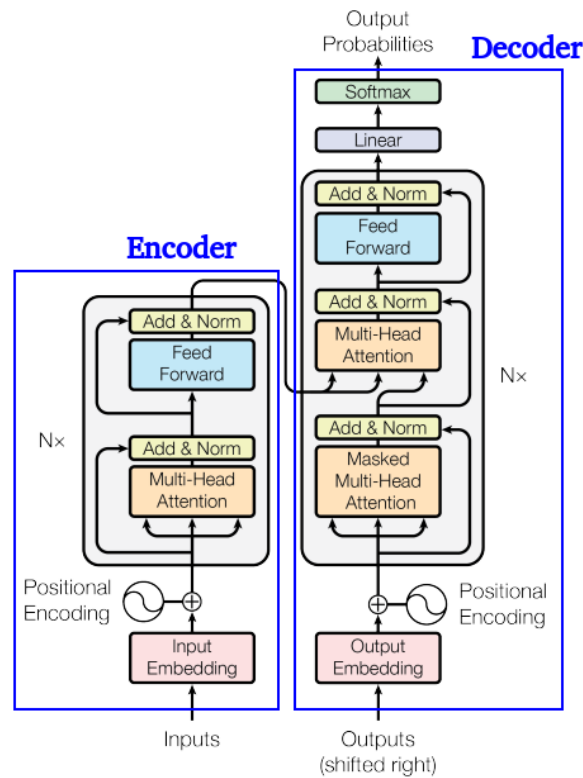 Output
Probabilities
Decoder
Softmax
Linear
Add & Norm
Feed
Forward
Add & Norm
Multi-Head
Attention
Nx
Add & Norm
Masked
Multi-Head
Attention
Positional
Encoding
Output
Embedding
Outputs
(shifted right)
Encoder
Add & Norm
Feed
Forward
Nx
Add & Norm
Multi-Head
Attention
Positional
Encoding
Input
Embedding
Inputs